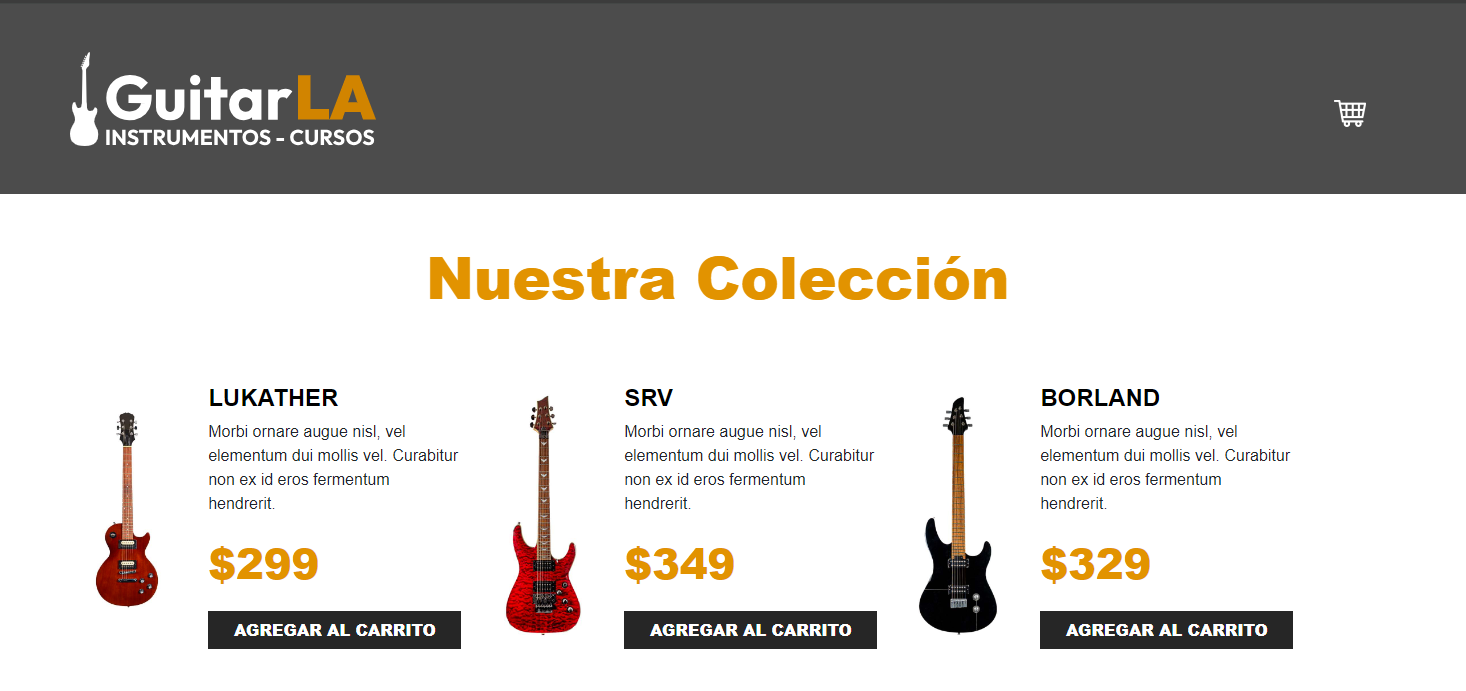 GuitarLA
INSTRUMENTOS - CURSOS
Nuestra Colección
LUKATHER
Morbi ornare augue nisl, vel
elementum dui mollis vel. Curabitur
non ex id eros fermentum
hendrerit.
$299
AGREGAR AL CARRITO
SRV
Morbi ornare augue nisl, vel
elementum dui mollis vel. Curabitur
non ex id eros fermentum
hendrerit.
$349
AGREGAR AL CARRITO
BORLAND
Morbi ornare augue nisl, vel
elementum dui mollis vel. Curabitur
non ex id eros fermentum
hendrerit.
$329
AGREGAR AL CARRITO